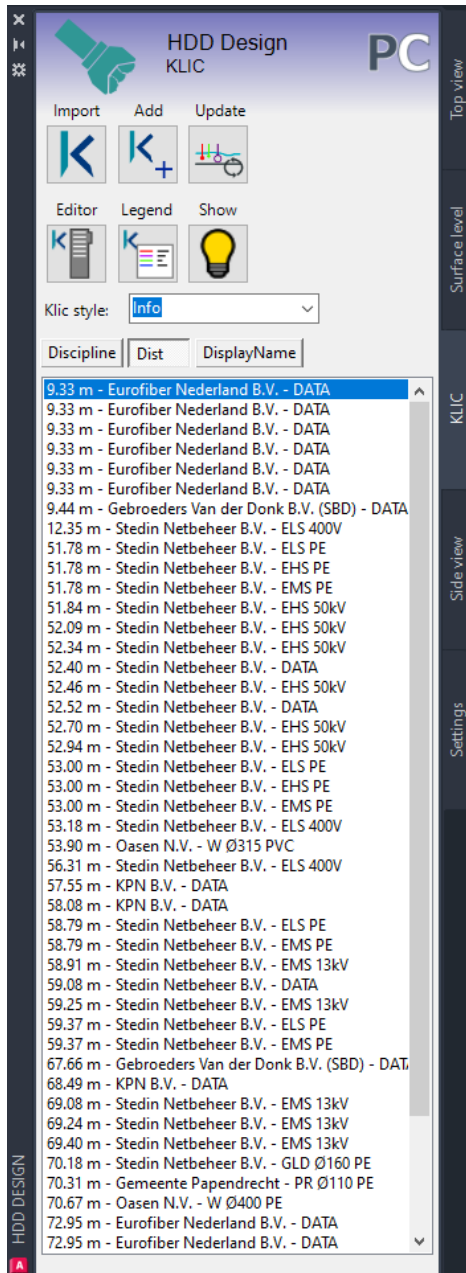 HDD Design
KLIC
PC
Import Add Update
Editor Legend Show
Klic style: Info
Discipline Dist DisplayName
9.33 m - Eurofiber Nederland B.V. - DATA
9.33 m - Eurofiber Nederland B.V. - DATA
9.33 m - Eurofiber Nederland B.V. - DATA
9.33 m - Eurofiber Nederland B.V. - DATA
9.33 m - Eurofiber Nederland B.V. - DATA
9.33 m - Eurofiber Nederland B.V. - DATA
9.44 m - Gebroeders Van der Donk B.V. (SBD) - DATA
12.35 m - Stedin Netbeheer B.V. - ELS 400V
51.78 m - Stedin Netbeheer B.V. - ELS PE
51.78 m - Stedin Netbeheer B.V. - EHS PE
51.78 m - Stedin Netbeheer B.V. - EMS PE
51.84 m - Stedin Netbeheer B.V. - EHS 50kV
52.09 m - Stedin Netbeheer B.V. - EHS 50kV
52.34 m - Stedin Netbeheer B.V. - EHS 50kV
52.40 m - Stedin Netbeheer B.V. - DATA
52.46 m - Stedin Netbeheer B.V. - EHS 50kV
52.52 m - Stedin Netbeheer B.V. - DATA
52.70 m - Stedin Netbeheer B.V. - EHS 50kV
52.94 m - Stedin Netbeheer B.V. - EHS 50kV
53.00 m - Stedin Netbeheer B.V. - ELS PE
53.00 m - Stedin Netbeheer B.V. - EHS PE
53.00 m - Stedin Netbeheer B.V. - EMS PE
53.18 m - Stedin Netbeheer B.V. - ELS 400V
53.90 m - Oasen N.V. - W Ø315 PVC
56.31 m - Stedin Netbeheer B.V. - ELS 400V
57.55 m - KPN B.V. - DATA
58.08 m - KPN B.V. - DATA
58.79 m - Stedin Netbeheer B.V. - ELS PE
58.79 m - Stedin Netbeheer B.V. - EMS PE
58.91 m - Stedin Netbeheer B.V. - EMS 13kV
59.08 m - Stedin Netbeheer B.V. - DATA
59.25 m - Stedin Netbeheer B.V. - EMS 13kV
59.37 m - Stedin Netbeheer B.V. - ELS PE
59.37 m - Stedin Netbeheer B.V. - EMS PE
67.66 m - Gebroeders Van der Donk B.V. (SBD) - DATA
68.49 m - KPN B.V. - DATA
69.08 m - Stedin Netbeheer B.V. - EMS 13kV
69.24 m - Stedin Netbeheer B.V. - EMS 13kV
69.40 m - Stedin Netbeheer B.V. - EMS 13kV
70.18 m - Stedin Netbeheer B.V. - GLD Ø160 PE
70.31 m - Gemeente Papendrecht - PR Ø110 PE
70.67 m - Oasen N.V. - W Ø400 PE
72.95 m - Eurofiber Nederland B.V. - DATA
72.95 m - Eurofiber Nederland B.V. - DATA
Top view
Surface level
KLIC
Side view
Settings
HDD DESIGN
A